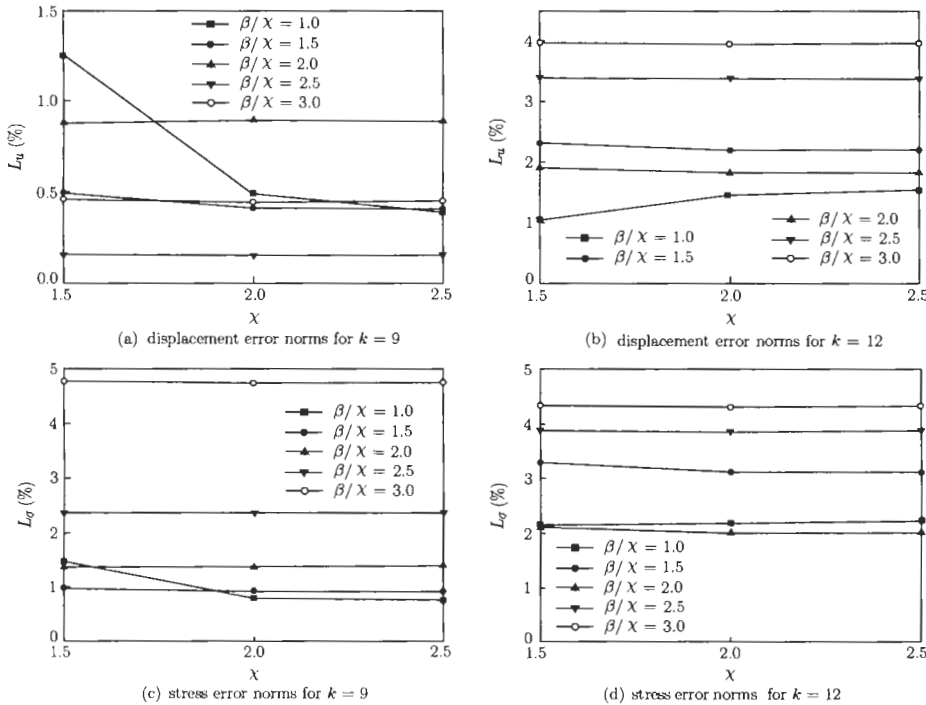 1.5
1.0
0.5
0.0
L_u (%)
β/χ = 1.0
β/χ = 1.5
β/χ = 2.0
β/χ = 2.5
β/χ = 3.0
1.5 2.0 2.5
χ
(a) displacement error norms for k = 9
4
3
2
1
0
L_u (%)
β/χ = 1.0
β/χ = 1.5
β/χ = 2.0
β/χ = 2.5
β/χ = 3.0
1.5 2.0 2.5
χ
(b) displacement error norms for k = 12
5
4
3
2
1
0
L_σ (%)
β/χ = 1.0
β/χ = 1.5
β/χ = 2.0
β/χ = 2.5
β/χ = 3.0
1.5 2.0 2.5
χ
(c) stress error norms for k = 9
5
4
3
2
1
0
L_σ (%)
β/χ = 1.0
β/χ = 1.5
β/χ = 2.0
β/χ = 2.5
β/χ = 3.0
1.5 2.0 2.5
χ
(d) stress error norms for k = 12